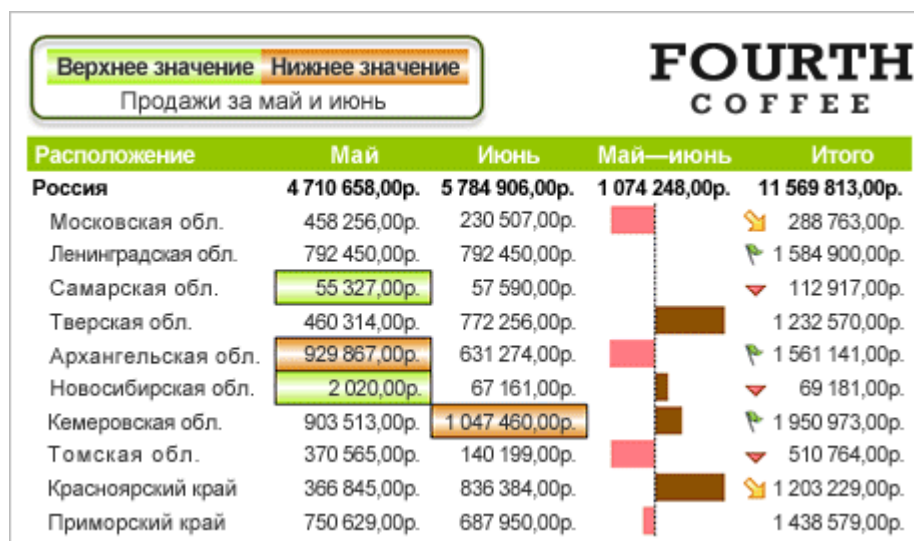 Верхнее значение Нижнее значение
Продажи за май и июнь
FOURTH
COFFEE
Расположение Май Июнь Май—июнь Итого
Россия 4 710 658,00р. 5 784 906,00р. 1 074 248,00р. 11 569 813,00р.
Московская обл. 458 256,00р. 230 507,00р. 288 763,00р.
Ленинградская обл. 792 450,00р. 792 450,00р. 1 584 900,00р.
Самарская обл. 55 327,00р. 57 590,00р. 112 917,00р.
Тверская обл. 460 314,00р. 772 256,00р. 1 232 570,00р.
Архангельская обл. 929 867,00р. 631 274,00р. 1 561 141,00р.
Новосибирская обл. 2 020,00р. 67 161,00р. 69 181,00р.
Кемеровская обл. 903 513,00р. 1 047 460,00р. 1 950 973,00р.
Томская обл. 370 565,00р. 140 199,00р. 510 764,00р.
Красноярский край 366 845,00р. 836 384,00р. 1 203 229,00р.
Приморский край 750 629,00р. 687 950,00р. 1 438 579,00р.